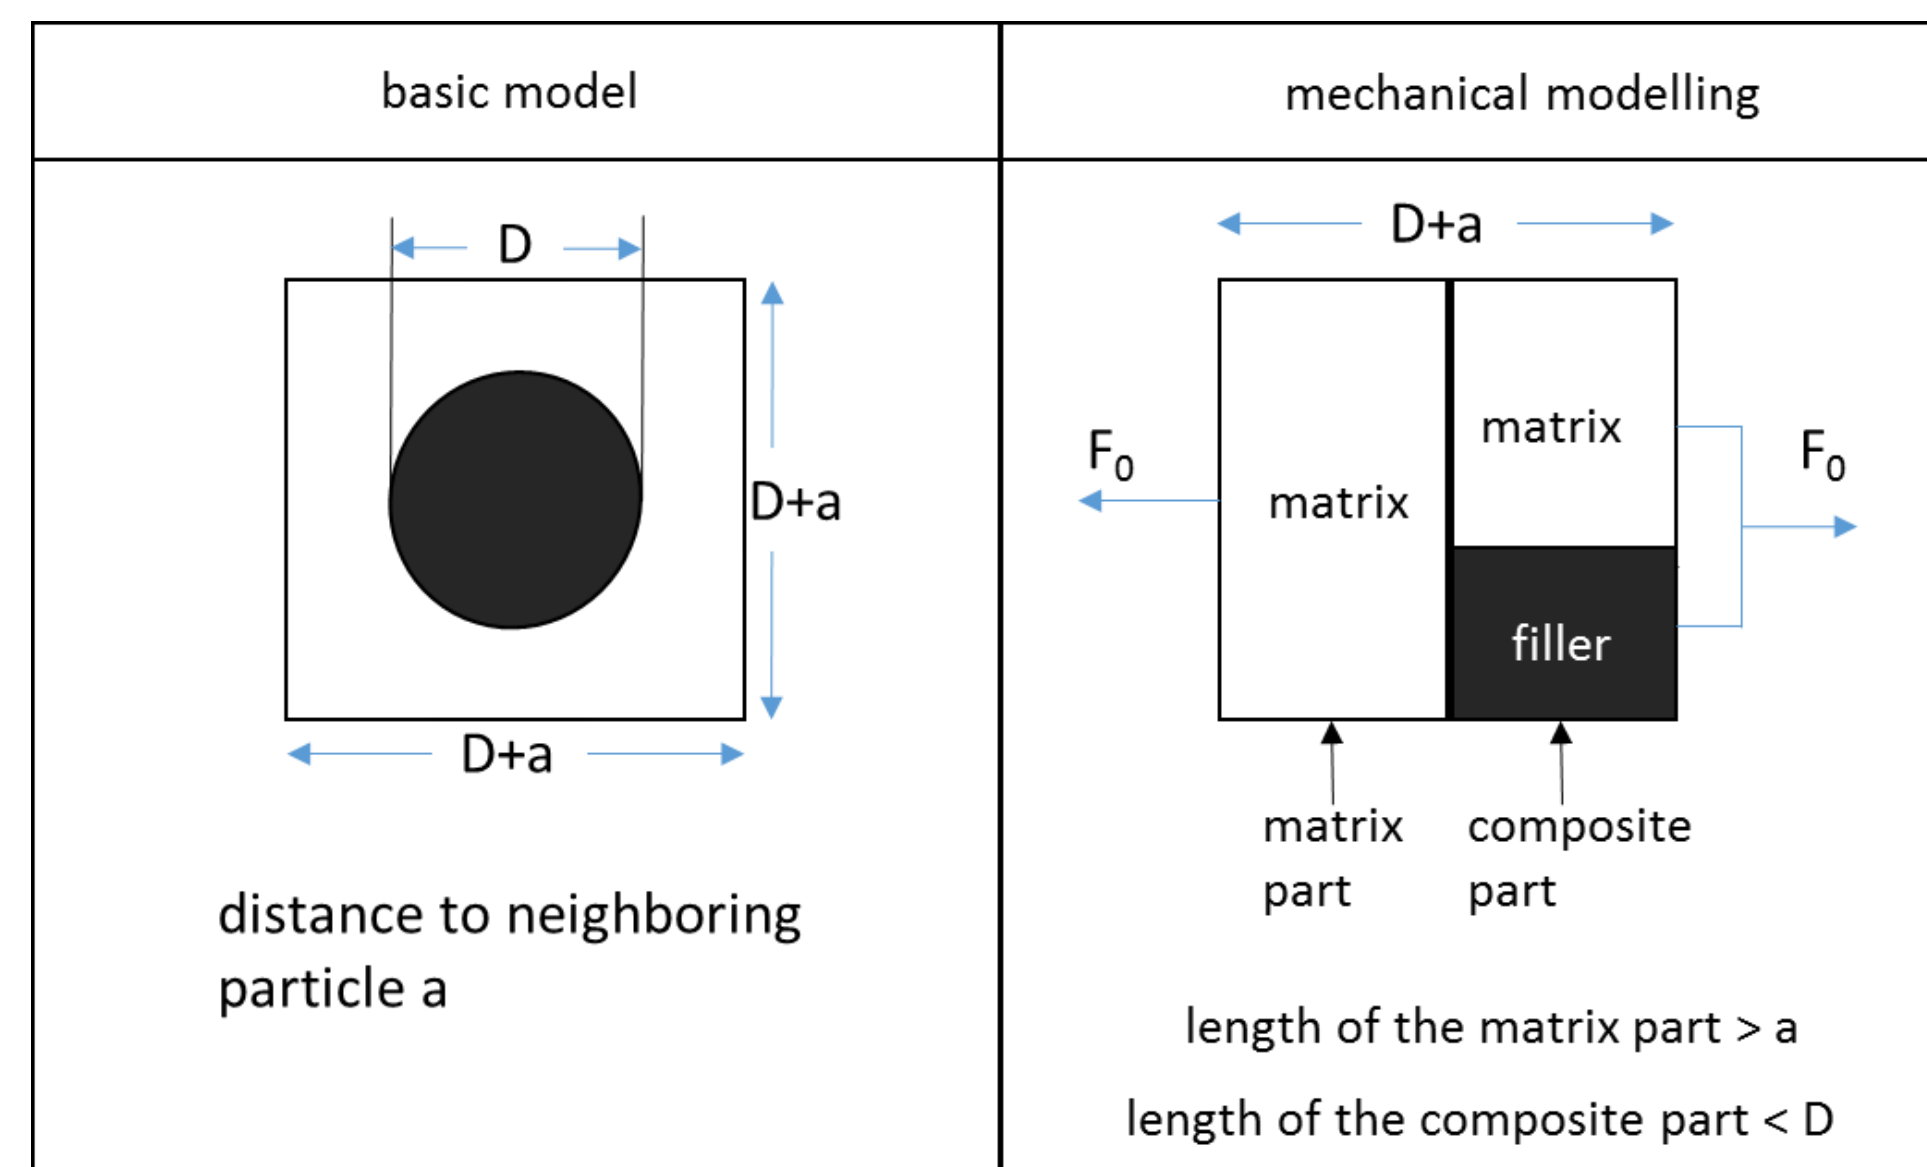 basic model
mechanical modelling
D
D+a
D+a
distance to neighboring
particle a
D+a
F₀
matrix
matrix
filler
F₀
matrix
part
composite
part
length of the matrix part > a
length of the composite part < D